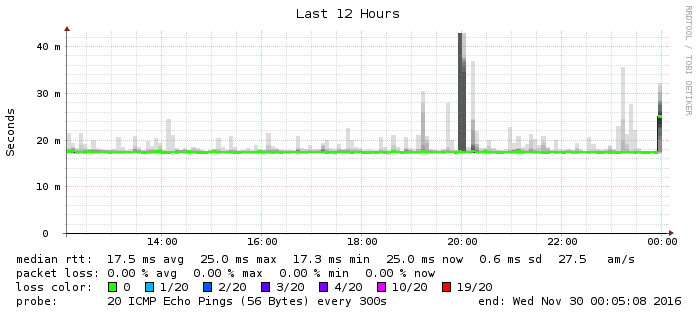 Last 12 Hours
RRDTOOL / TOBI OETIKER
Seconds
40 m
30 m
20 m
10 m
0
14:00 16:00 18:00 20:00 22:00 00:00
median rtt: 17.5 ms avg 25.0 ms max 17.3 ms min 25.0 ms now 0.6 ms sd 27.5 am/s
packet loss: 0.00 % avg 0.00 % max 0.00 % min 0.00 % now
loss color: 0 1/20 2/20 3/20 4/20 10/20 19/20
probe: 20 ICMP Echo Pings (56 Bytes) every 300s end: Wed Nov 30 00:05:08 2016